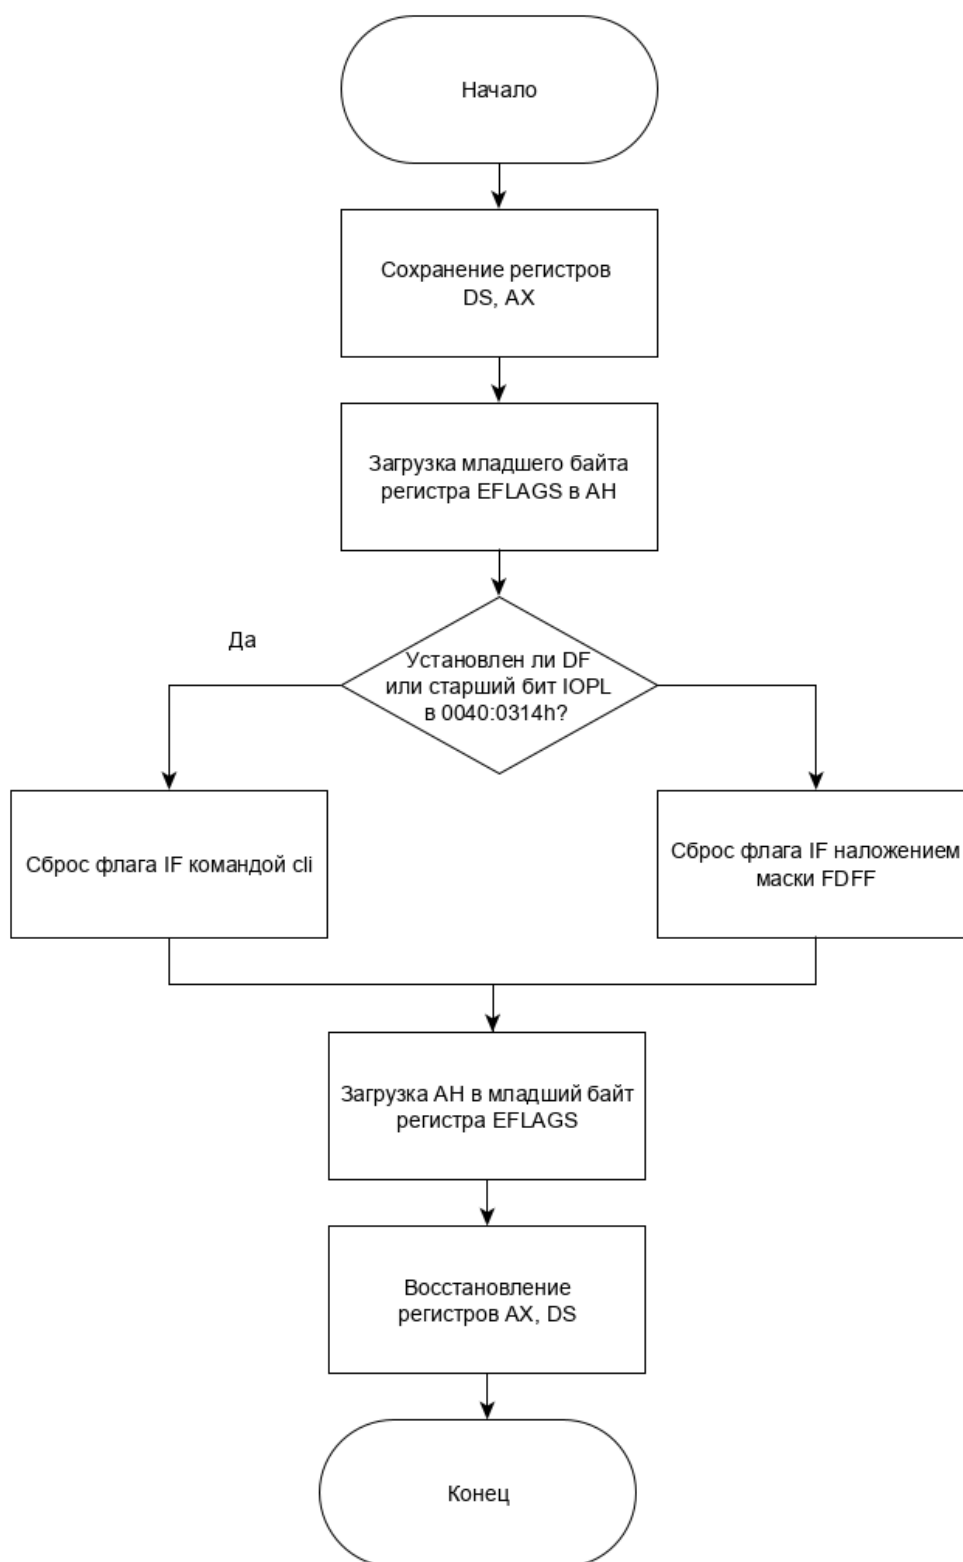 Начало
Сохранение регистров
DS, AX
Загрузка младшего байта
регистра EFLAGS в AH
Да
Установлен ли DF
или старший бит IOPL
в 0040:0314h?
Сброс флага IF командой cli
Сброс флага IF наложением
маски FDFF
Загрузка AH в младший байт
регистра EFLAGS
Восстановление
регистров AX, DS
Конец